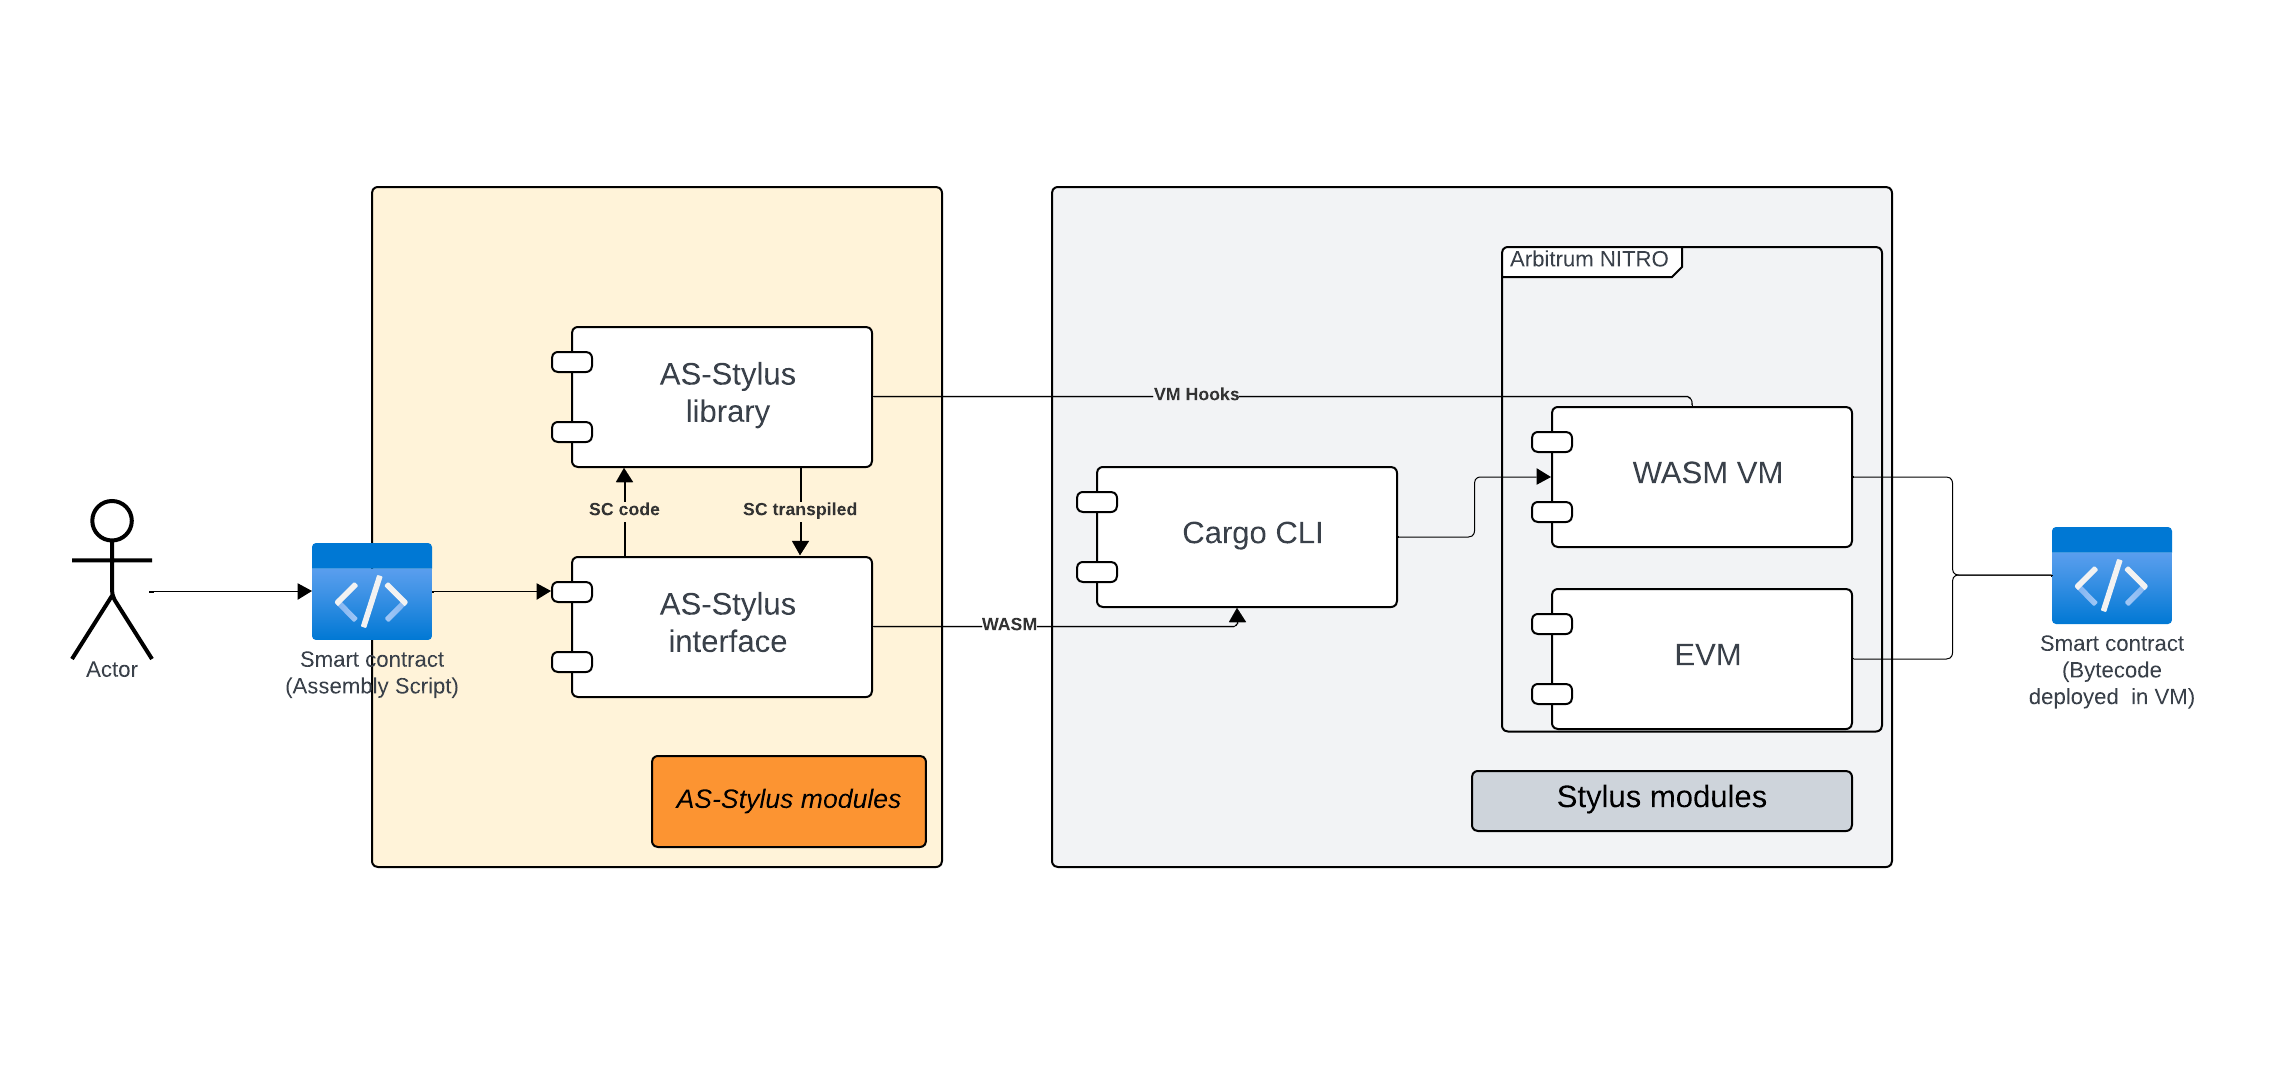 Actor
Smart contract
(Assembly Script)
AS-Stylus
library
SC code
SC transpiled
AS-Stylus
interface
AS-Stylus modules
VM Hooks
WASM
Cargo CLI
Arbitrum NITRO
WASM VM
EVM
Stylus modules
Smart contract
(Bytecode
deployed  in VM)